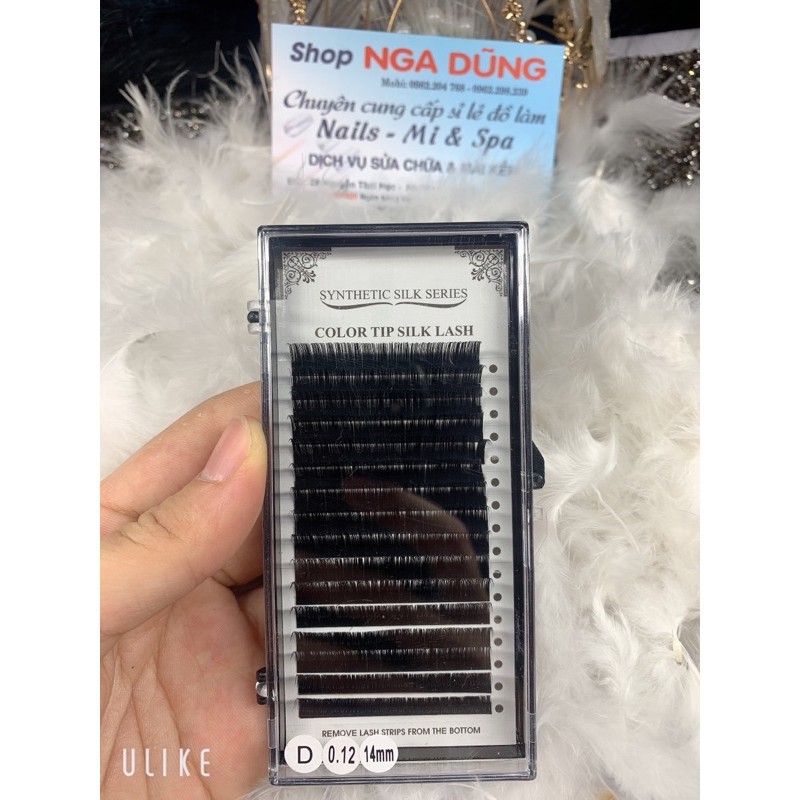 Shop NGA DŨNG
Chuyên cung cấp sỉ lẻ đồ làm
Nails - Mi & Spa
DỊCH VỤ SỬA CHỮA &
SYNTHETIC SILK SERIES
COLOR TIP SILK LASH
REMOVE LASH STRIPS FROM THE BOTTOM
D 0.12 14mm
ULIKE